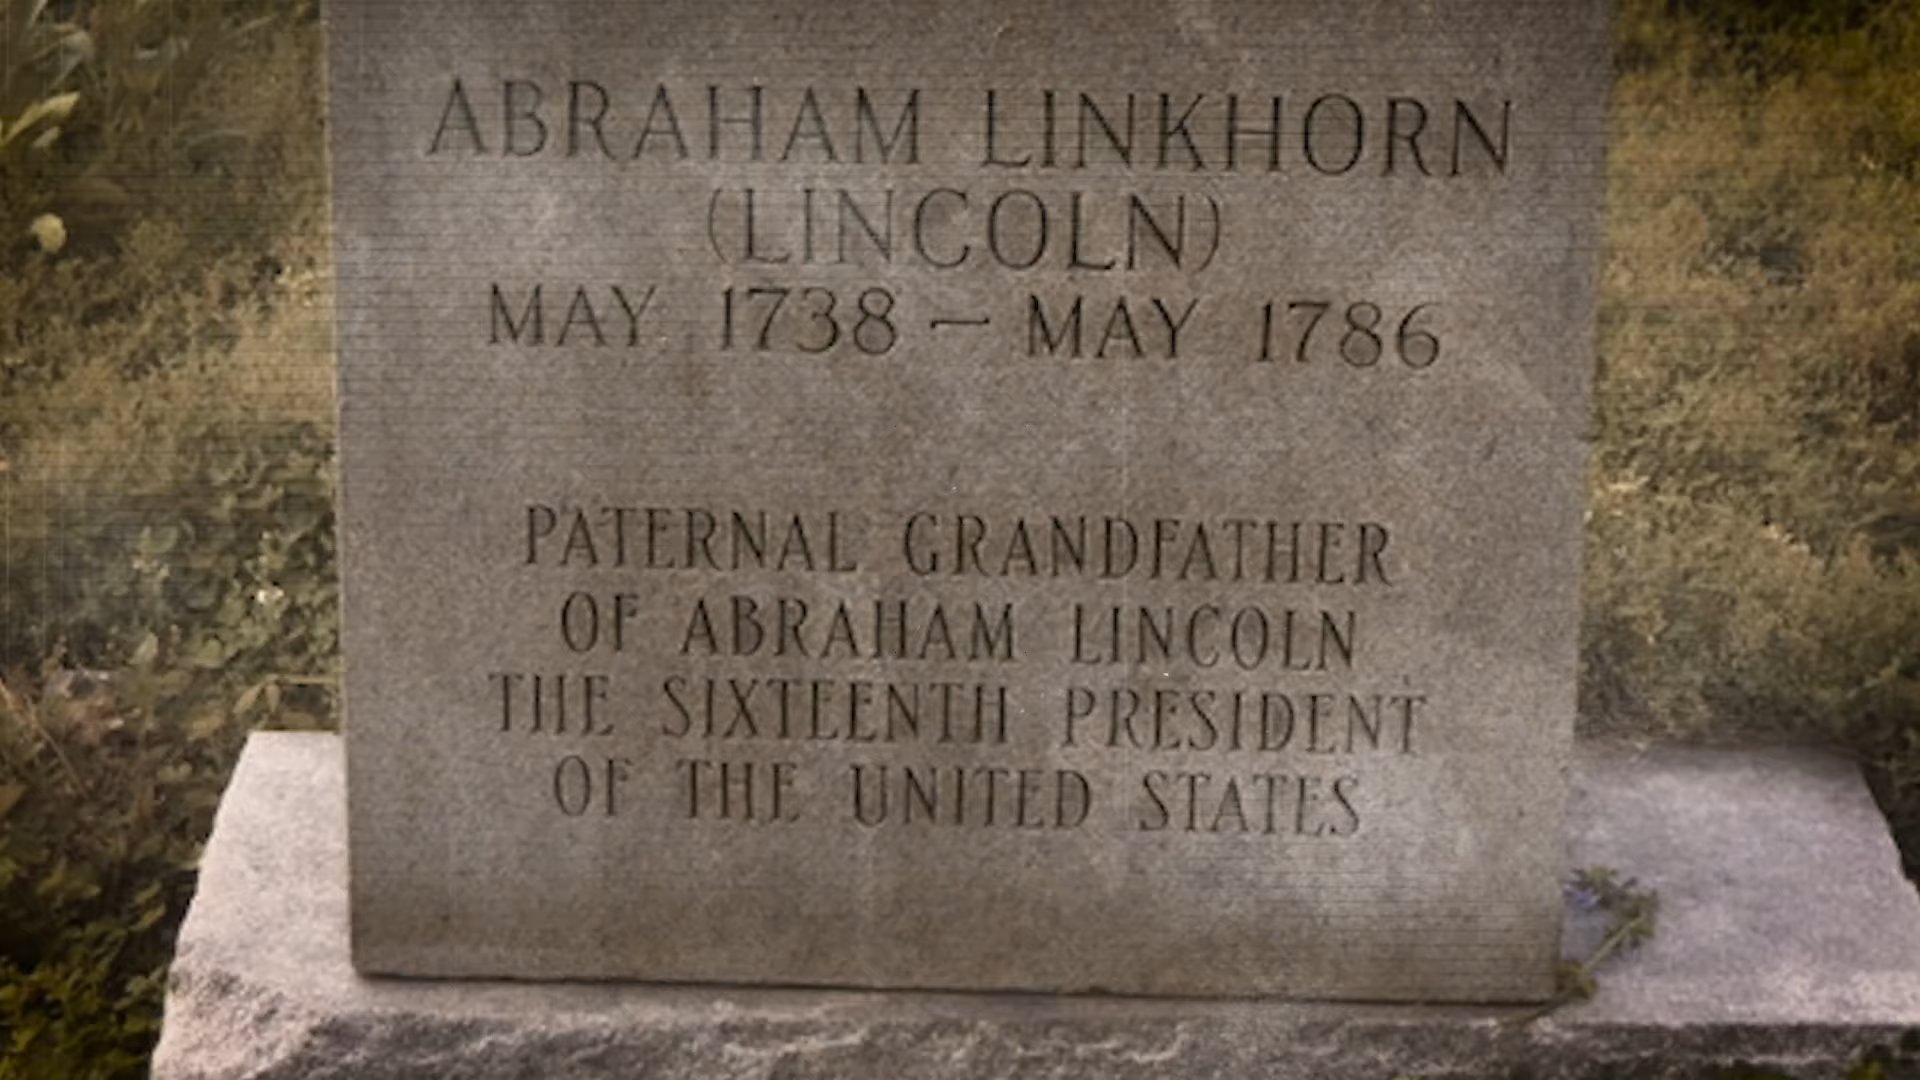 ABRAHAM LINKHORN
(LINCOLN)
MAY 1738 – MAY 1786
PATERNAL GRANDFATHER
OF ABRAHAM LINCOLN
THE SIXTEENTH PRESIDENT
OF THE UNITED STATES